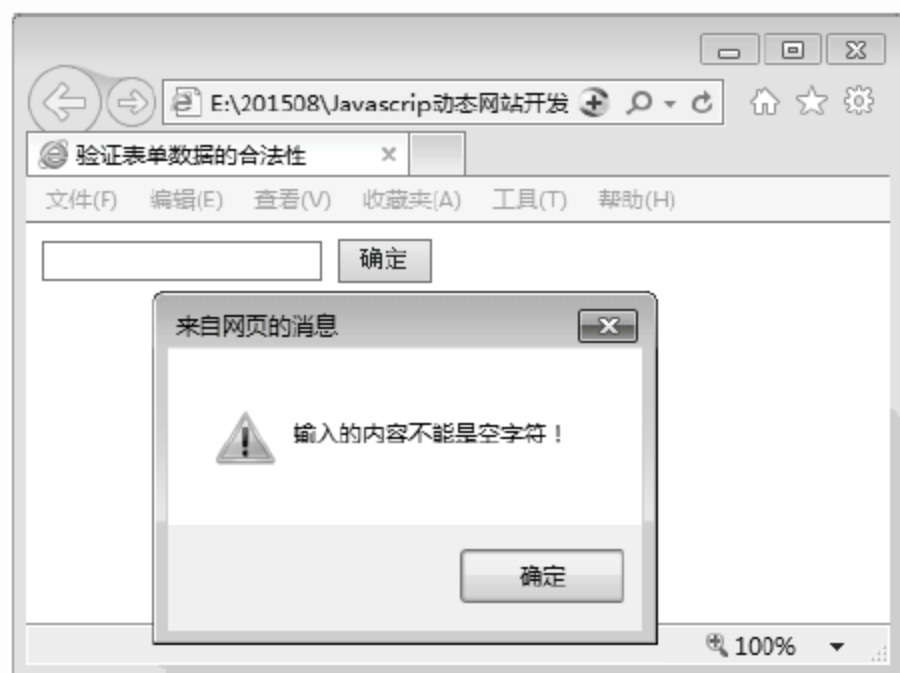 E:\201508\Javascrip动态网站开发
验证表单数据的合法性
文件(F) 编辑(E) 查看(V) 收藏夹(A) 工具(T) 帮助(H)
确定
来自网页的消息
输入的内容不能是空字符！
确定
100%